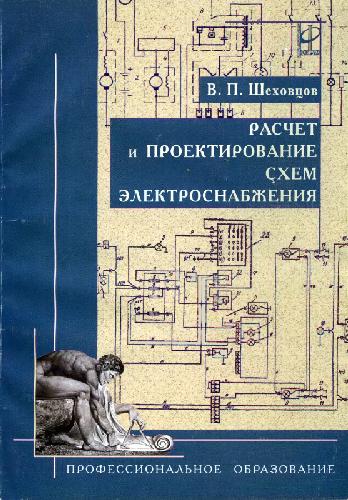 В. П. Шеховцов
РАСЧЕТ
И ПРОЕКТИРОВАНИЕ
СХЕМ
ЭЛЕКТРОСНАБЖЕНИЯ
ПРОФЕССИОНАЛЬНОЕ ОБРАЗОВАНИЕ